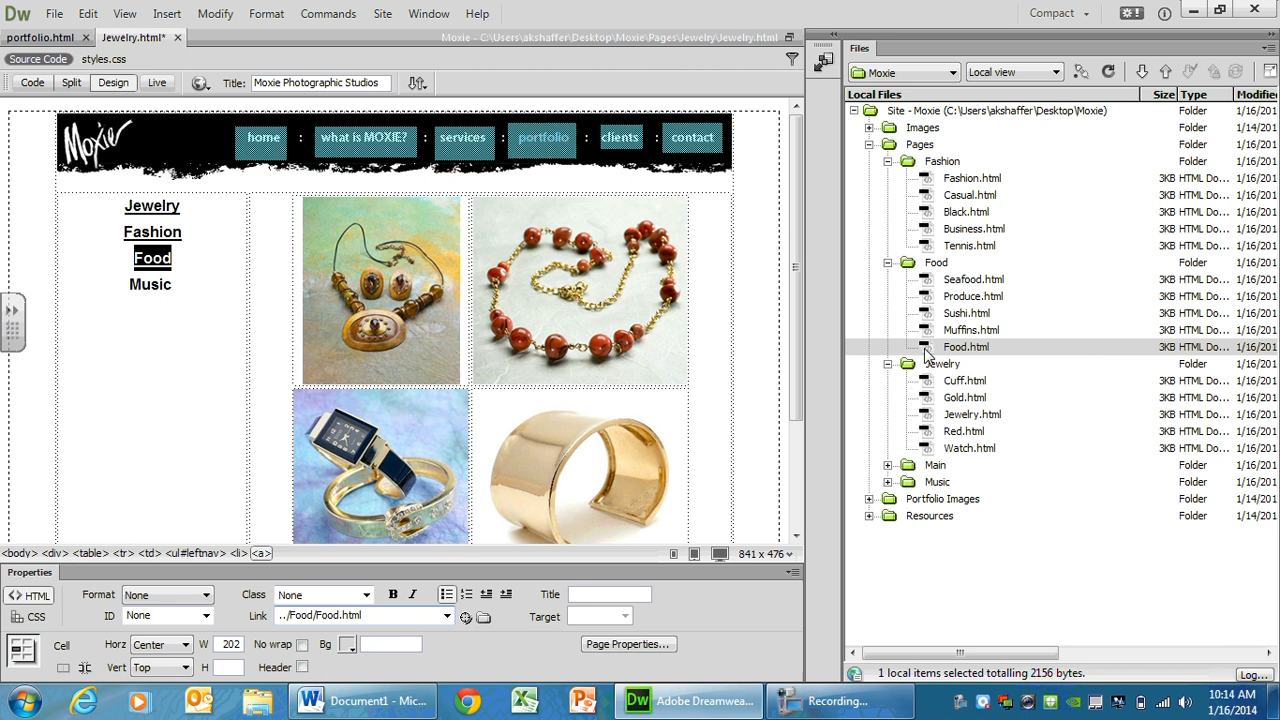 Dw File Edit View Insert Modify Format Commands Site Window Help Compact
portfolio.html Jewelry.html* Moxie - C:\Users\akshaffer\Desktop\Moxie\Pages\Jewelry\Jewelry.html
Source Code styles.css
Code Split Design Live Title: Moxie Photographic Studios
Moxie home : what is MOXIE? : services : portfolio : clients : contact
Jewelry
Fashion
Food
Music
<body> <div> <table> <tr> <td> <ul#leftnav> <li> <a> 841 x 476
Properties
<> HTML Format None Class None B I Title
CSS ID None Link ../Food/Food.html Target
Cell Horz Center W 202 No wrap Bg Page Properties...
Vert Top H Header
Files
Moxie Local view
Local Files Size Type Modified
Site - Moxie (C:\Users\akshaffer\Desktop\Moxie) Folder 1/16/201
Images Folder 1/14/201
Pages Folder 1/16/201
Fashion Folder 1/16/201
Fashion.html 3KB HTML Do... 1/16/201
Casual.html 3KB HTML Do... 1/16/201
Black.html 3KB HTML Do... 1/16/201
Business.html 3KB HTML Do... 1/16/201
Tennis.html 3KB HTML Do... 1/16/201
Food Folder 1/16/201
Seafood.html 3KB HTML Do... 1/16/201
Produce.html 3KB HTML Do... 1/16/201
Sushi.html 3KB HTML Do... 1/16/201
Muffins.html 3KB HTML Do... 1/16/201
Food.html 3KB HTML Do... 1/16/201
Jewelry Folder 1/16/201
Cuff.html 3KB HTML Do... 1/16/201
Gold.html 3KB HTML Do... 1/16/201
Jewelry.html 3KB HTML Do... 1/16/201
Red.html 3KB HTML Do... 1/16/201
Watch.html 3KB HTML Do... 1/16/201
Main Folder 1/16/201
Music Folder 1/16/201
Portfolio Images Folder 1/14/201
Resources Folder 1/14/201
1 local items selected totalling 2156 bytes. Log...
Document1 - Mic... Adobe Dreamwea... Recording... 10:14 AM
1/16/2014